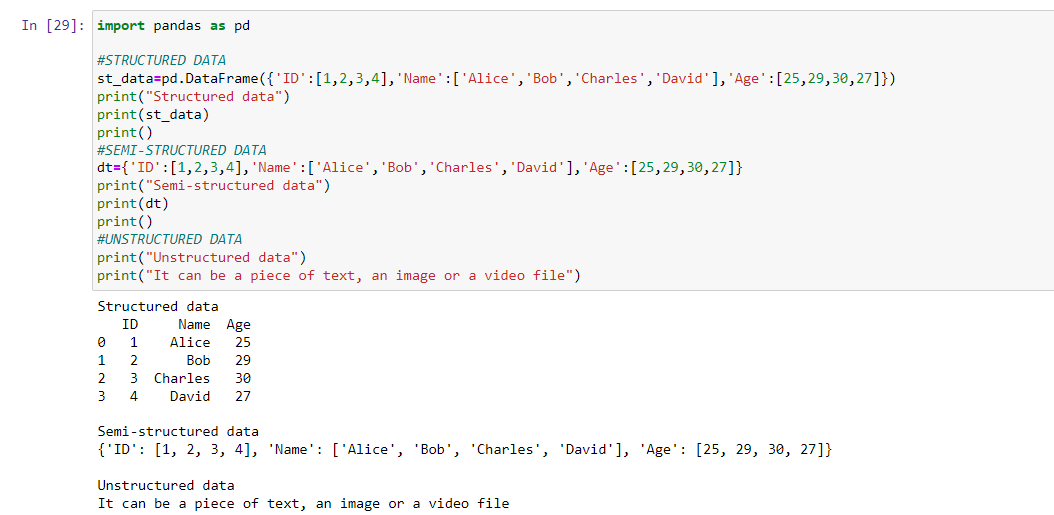 In [29]: import pandas as pd
#STRUCTURED DATA
st_data=pd.DataFrame({'ID':[1,2,3,4],'Name':['Alice','Bob','Charles','David'],'Age':[25,29,30,27]})
print("Structured data")
print(st_data)
print()
#SEMI-STRUCTURED DATA
dt={'ID':[1,2,3,4],'Name':['Alice','Bob','Charles','David'],'Age':[25,29,30,27]}
print("Semi-structured data")
print(dt)
print()
#UNSTRUCTURED DATA
print("Unstructured data")
print("It can be a piece of text, an image or a video file")
Structured data
   ID     Name  Age
0   1    Alice   25
1   2      Bob   29
2   3  Charles   30
3   4    David   27
Semi-structured data
{'ID': [1, 2, 3, 4], 'Name': ['Alice', 'Bob', 'Charles', 'David'], 'Age': [25, 29, 30, 27]}
Unstructured data
It can be a piece of text, an image or a video file